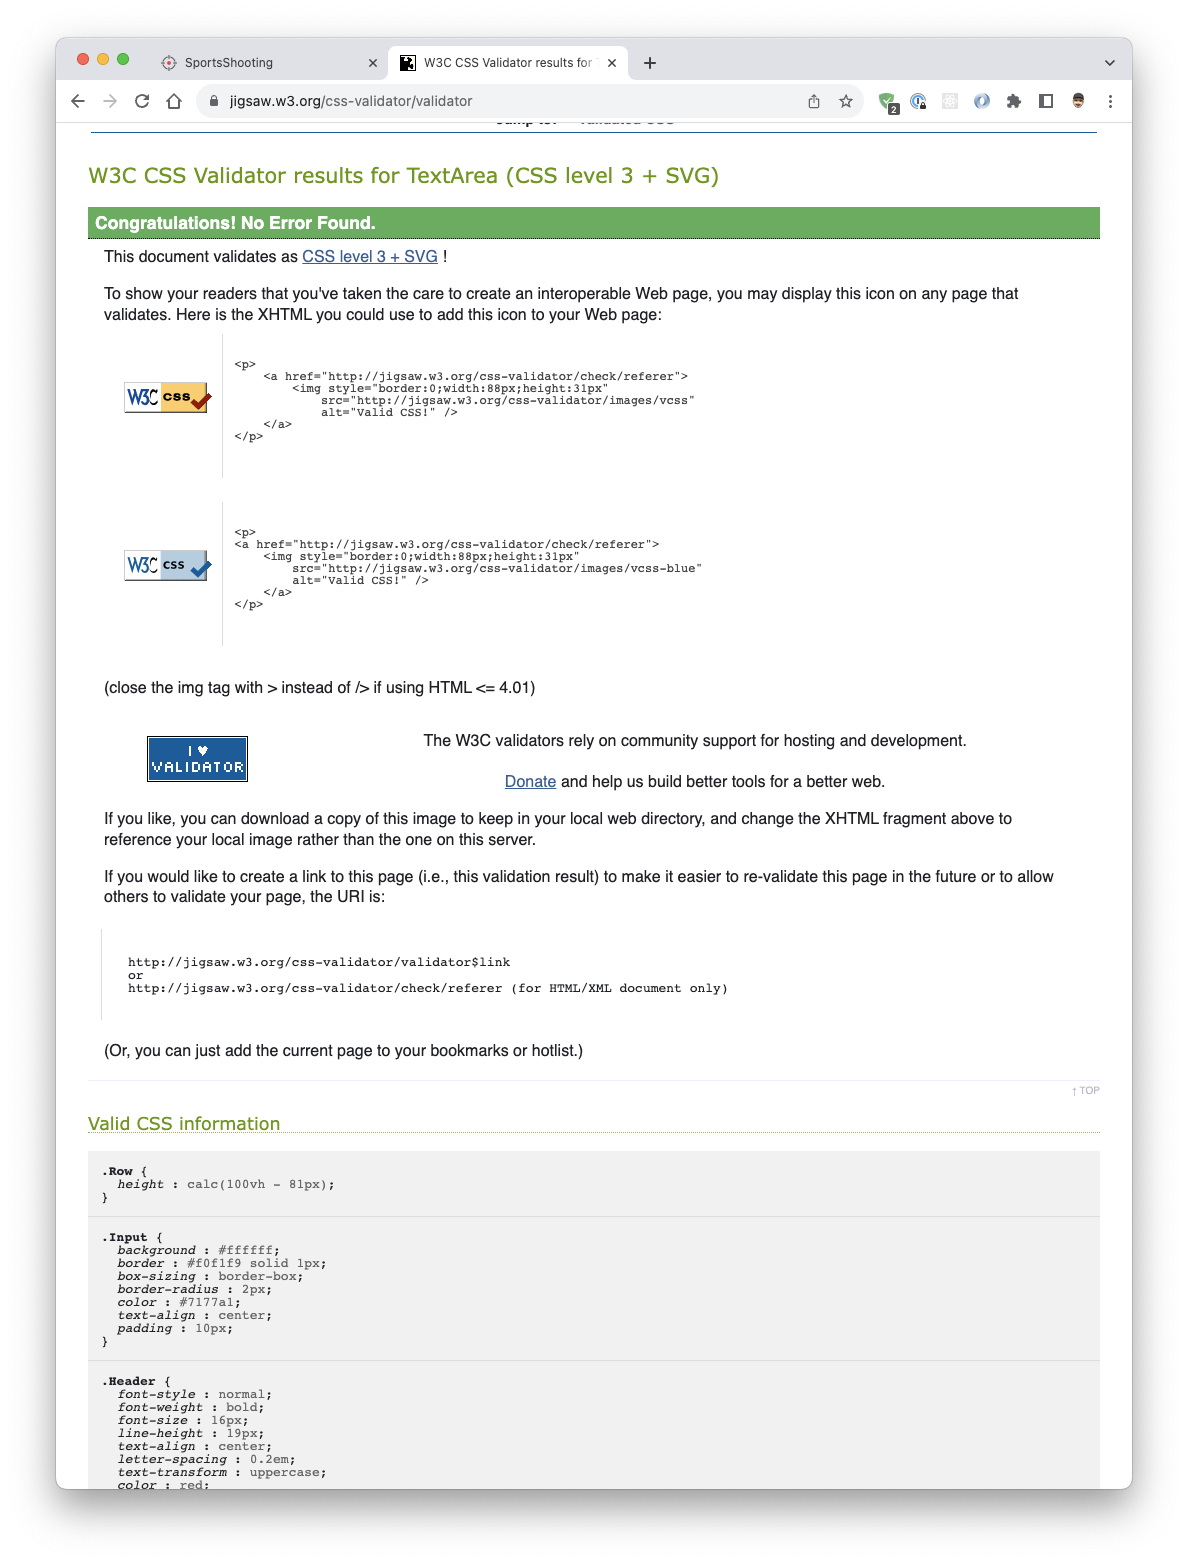 SportsShooting
W3C CSS Validator results for
jigsaw.w3.org/css-validator/validator
2
W3C CSS Validator results for TextArea (CSS level 3 + SVG)
Congratulations! No Error Found.
This document validates as CSS level 3 + SVG !
To show your readers that you've taken the care to create an interoperable Web page, you may display this icon on any page that
validates. Here is the XHTML you could use to add this icon to your Web page:
W3C css
<p>
<a href="http://jigsaw.w3.org/css-validator/check/referer">
<img style="border:0;width:88px;height:31px"
src="http://jigsaw.w3.org/css-validator/images/vcss"
alt="Valid CSS!" />
</a>
</p>
W3C css
<p>
<a href="http://jigsaw.w3.org/css-validator/check/referer">
<img style="border:0;width:88px;height:31px"
src="http://jigsaw.w3.org/css-validator/images/vcss-blue"
alt="Valid CSS!" />
</a>
</p>
(close the img tag with > instead of /> if using HTML <= 4.01)
I ♥
VALIDATOR
The W3C validators rely on community support for hosting and development.
Donate and help us build better tools for a better web.
If you like, you can download a copy of this image to keep in your local web directory, and change the XHTML fragment above to
reference your local image rather than the one on this server.
If you would like to create a link to this page (i.e., this validation result) to make it easier to re-validate this page in the future or to allow
others to validate your page, the URI is:
http://jigsaw.w3.org/css-validator/validator$link
or
http://jigsaw.w3.org/css-validator/check/referer (for HTML/XML document only)
(Or, you can just add the current page to your bookmarks or hotlist.)
↑ TOP
Valid CSS information
.Row {
height : calc(100vh - 81px);
}
.Input {
background : #ffffff;
border : #f0f1f9 solid 1px;
box-sizing : border-box;
border-radius : 2px;
color : #7177a1;
text-align : center;
padding : 10px;
}
.Header {
font-style : normal;
font-weight : bold;
font-size : 16px;
line-height : 19px;
text-align : center;
letter-spacing : 0.2em;
text-transform : uppercase;
color : red;